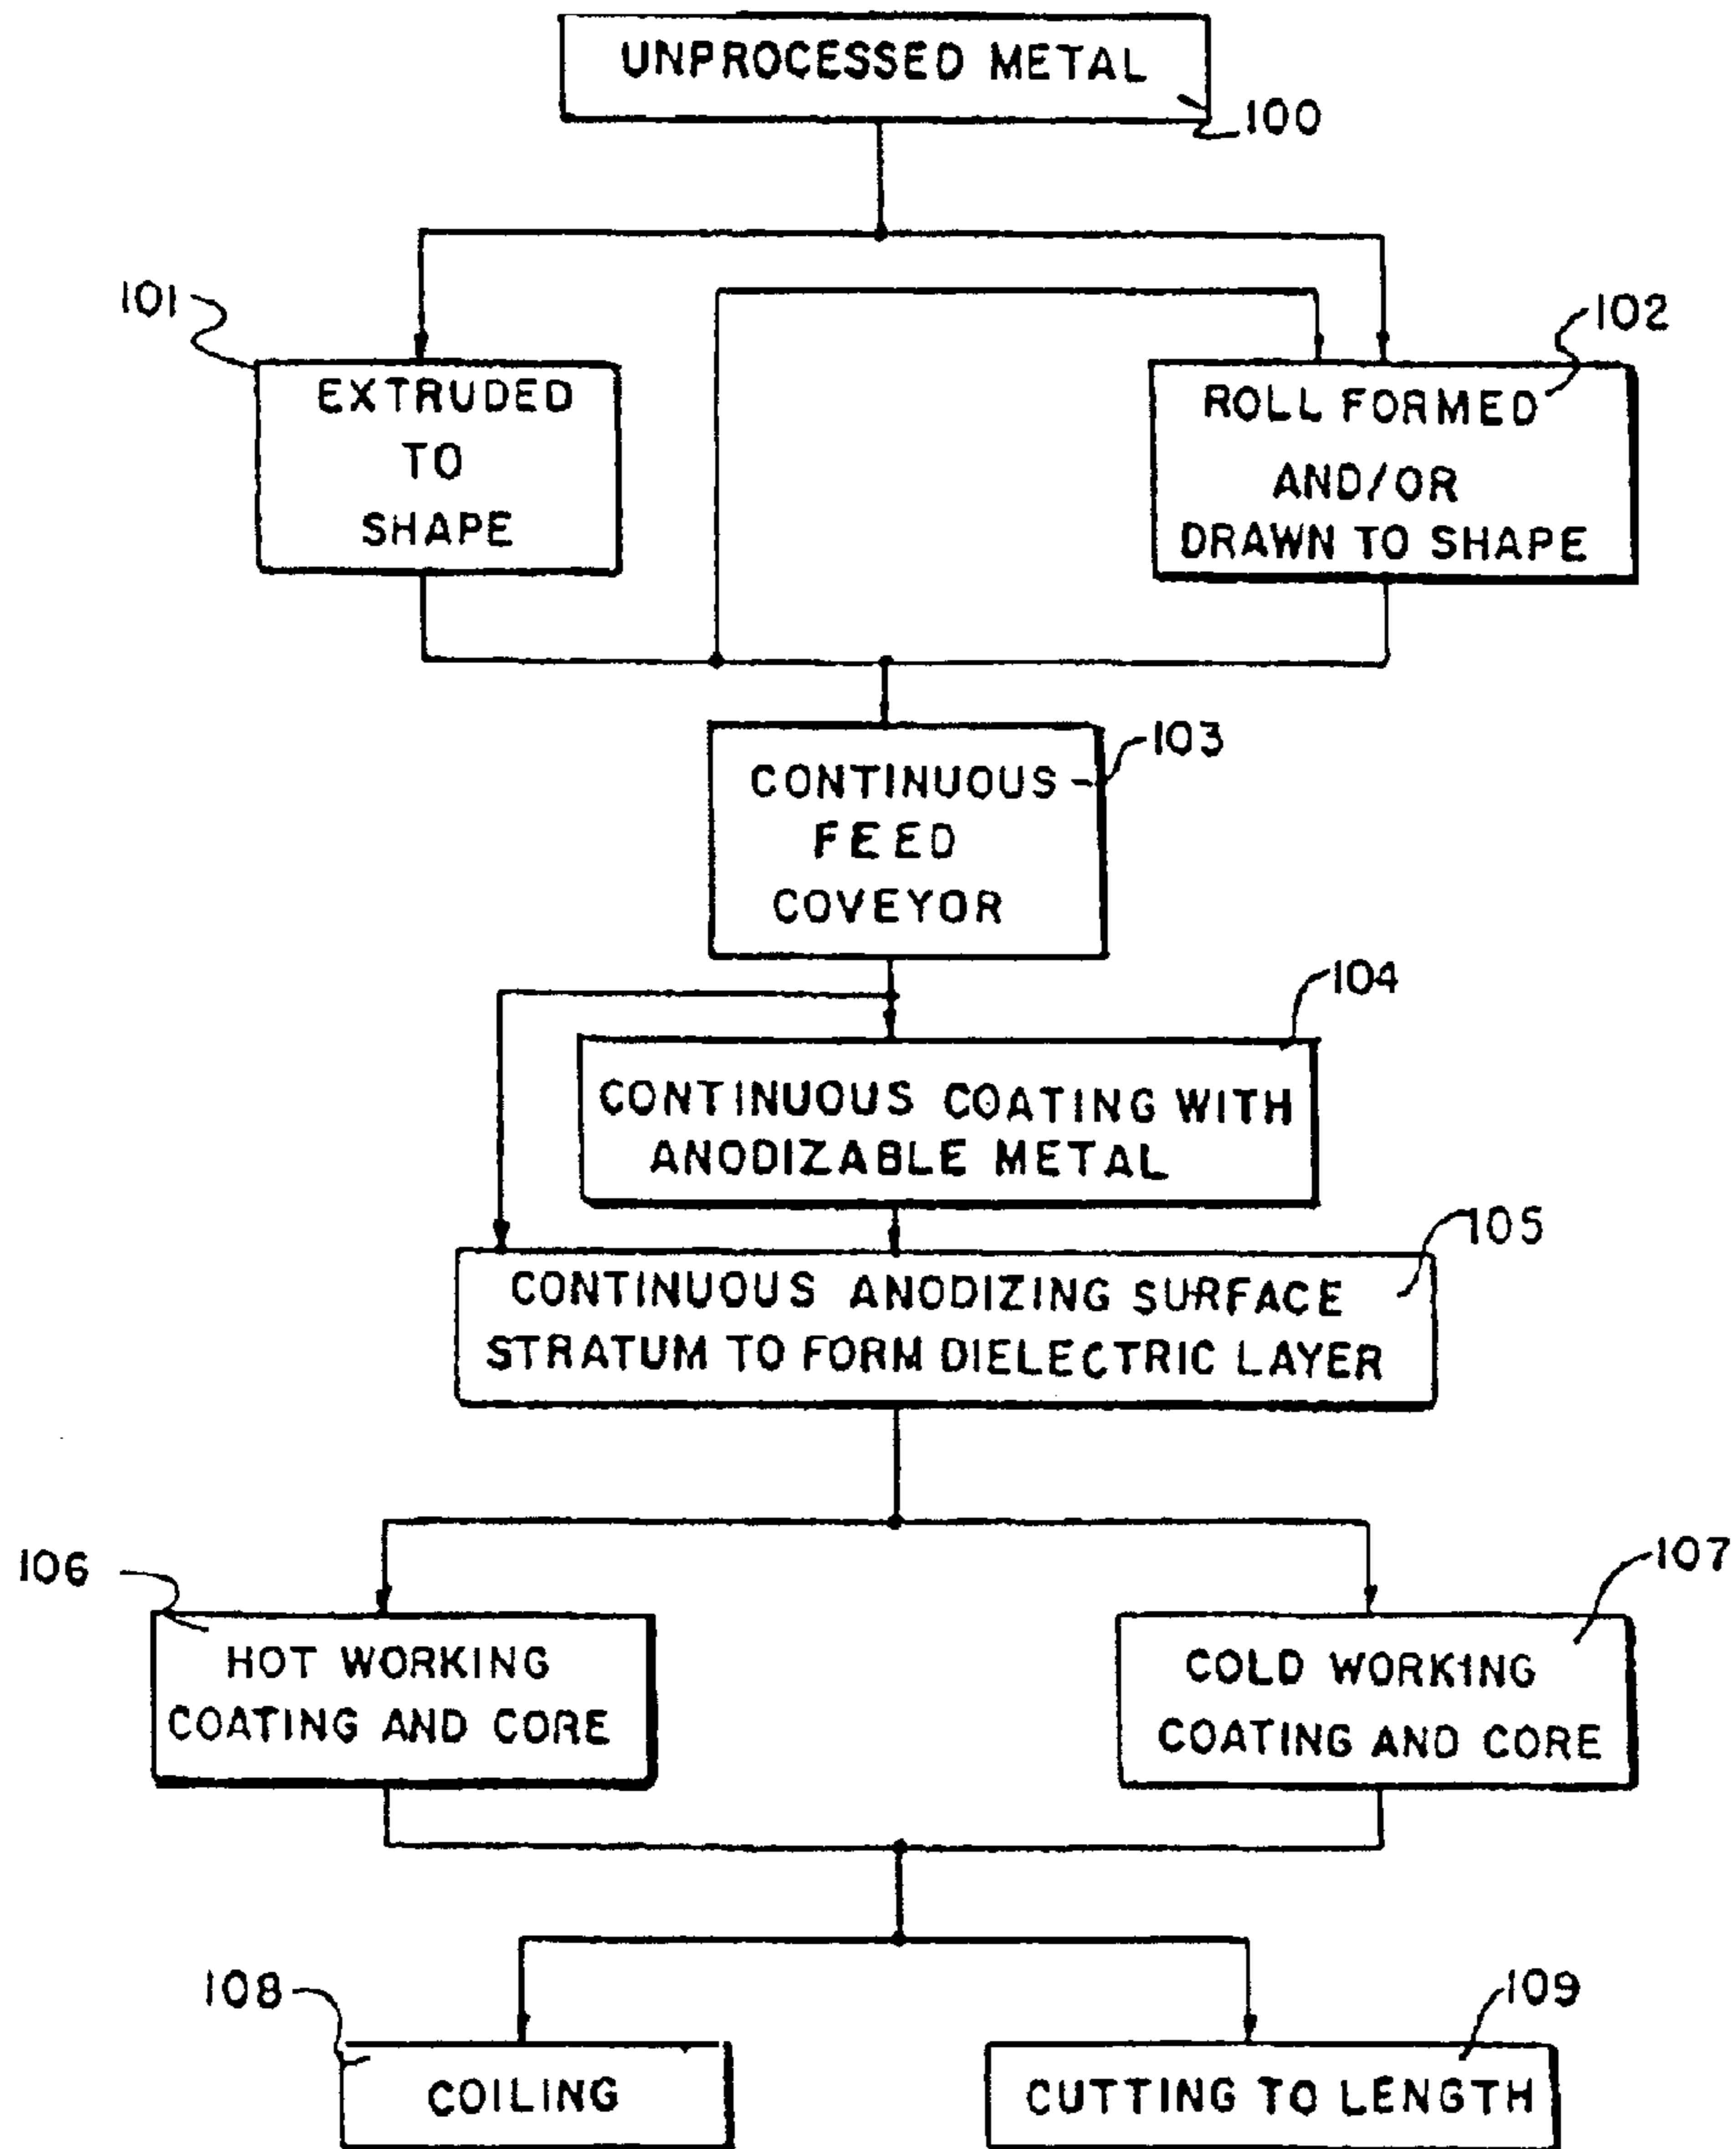 UNPROCESSED METAL
100
101
102
EXTRUDED
TO
SHAPE
ROLL FORMED
AND/OR
DRAWN TO SHAPE
103
CONTINUOUS
FEED
COVEYOR
104
CONTINUOUS COATING WITH
ANODIZABLE METAL
105
CONTINUOUS ANODIZING SURFACE
STRATUM TO FORM DIELECTRIC LAYER
106
107
HOT WORKING
COATING AND CORE
COLD WORKING
COATING AND CORE
108
109
COILING
CUTTING TO LENGTH